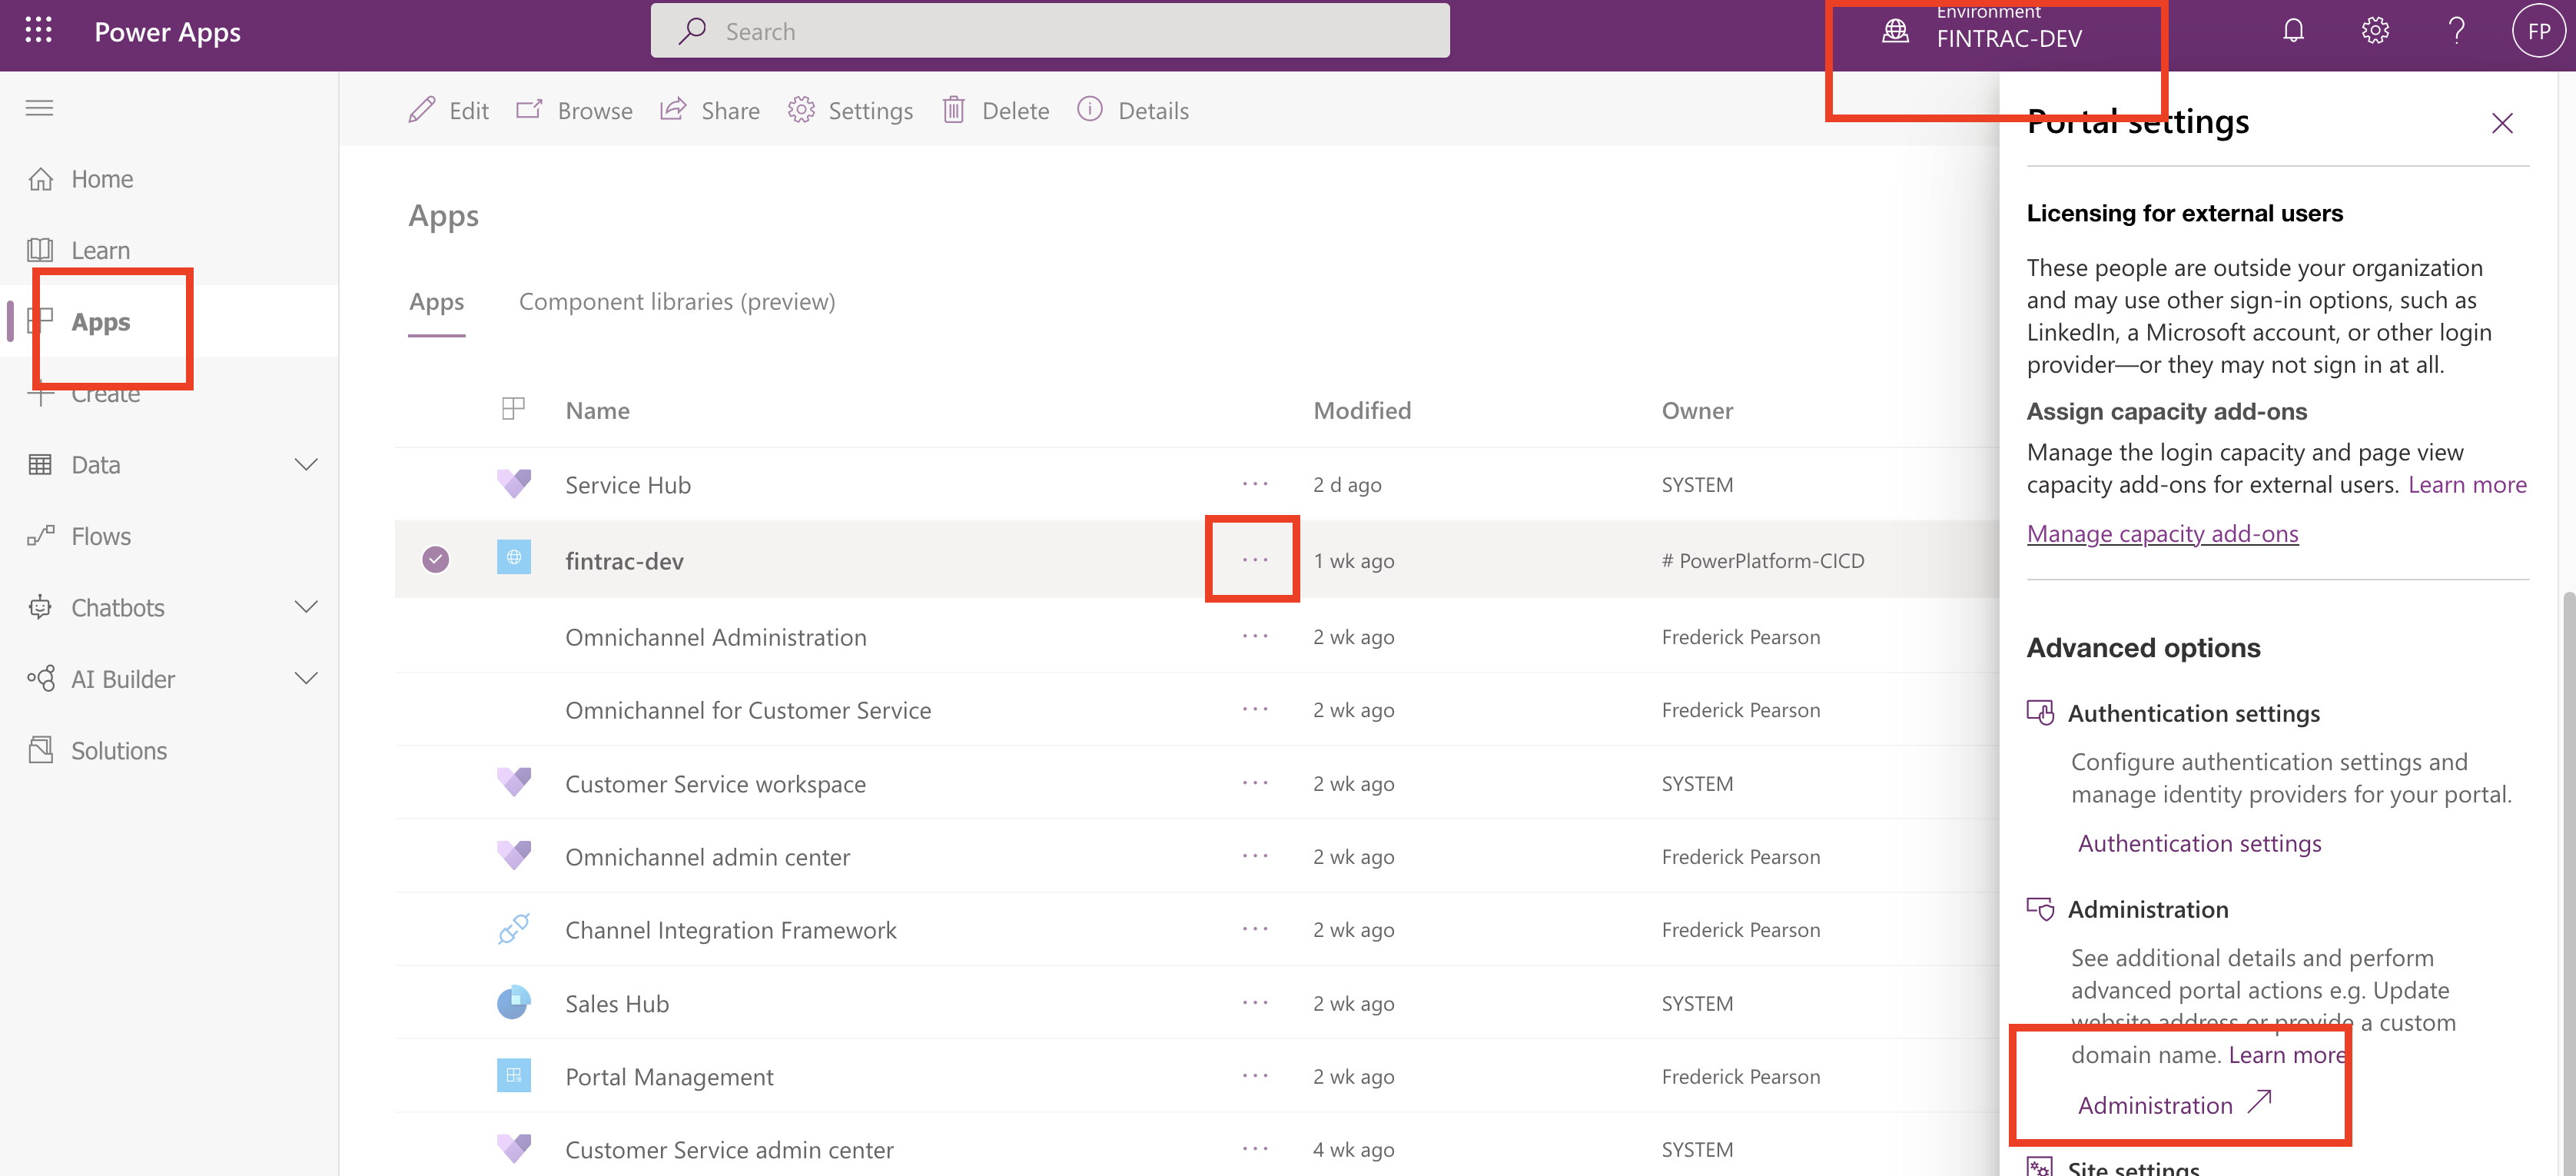 Power Apps
Search
Environment
FINTRAC-DEV
FP
Home
Learn
Apps
Create
Data
Flows
Chatbots
AI Builder
Solutions
Edit
Browse
Share
Settings
Delete
Details
Apps
Apps
Component libraries (preview)
Name Modified Owner
Service Hub ... 2 d ago SYSTEM
fintrac-dev ... 1 wk ago # PowerPlatform-CICD
Omnichannel Administration ... 2 wk ago Frederick Pearson
Omnichannel for Customer Service ... 2 wk ago Frederick Pearson
Customer Service workspace ... 2 wk ago SYSTEM
Omnichannel admin center ... 2 wk ago Frederick Pearson
Channel Integration Framework ... 2 wk ago Frederick Pearson
Sales Hub ... 2 wk ago SYSTEM
Portal Management ... 2 wk ago Frederick Pearson
Customer Service admin center ... 4 wk ago SYSTEM
Portal settings
Licensing for external users
These people are outside your organization
and may use other sign-in options, such as
LinkedIn, a Microsoft account, or other login
provider—or they may not sign in at all.
Assign capacity add-ons
Manage the login capacity and page view
capacity add-ons for external users. Learn more
Manage capacity add-ons
Advanced options
Authentication settings
Configure authentication settings and
manage identity providers for your portal.
Authentication settings
Administration
See additional details and perform
advanced portal actions e.g. Update
website address or provide a custom
domain name. Learn more
Administration
Site settings